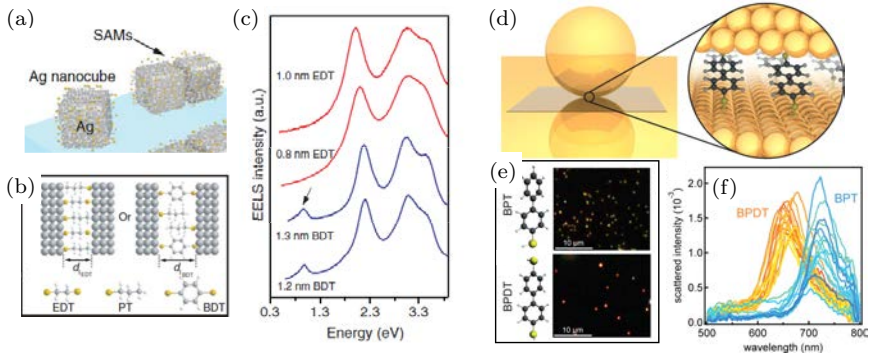 (a)
SAMs
Ag nanocube
Ag
(b)
Or
d EDT
d BDT
EDT
PT
BDT
(c)
EELS intensity (a.u.)
1.0 nm EDT
0.8 nm EDT
1.3 nm BDT
1.2 nm BDT
0.3
1.3
2.3
3.3
Energy (eV)
(d)
(e)
BPT
10 µm
BPDT
10 µm
(f)
BPDT
BPT
scattered intensity (10⁻³)
2.0
1.5
1.0
0.5
0.0
500
600
700
800
wavelength (nm)